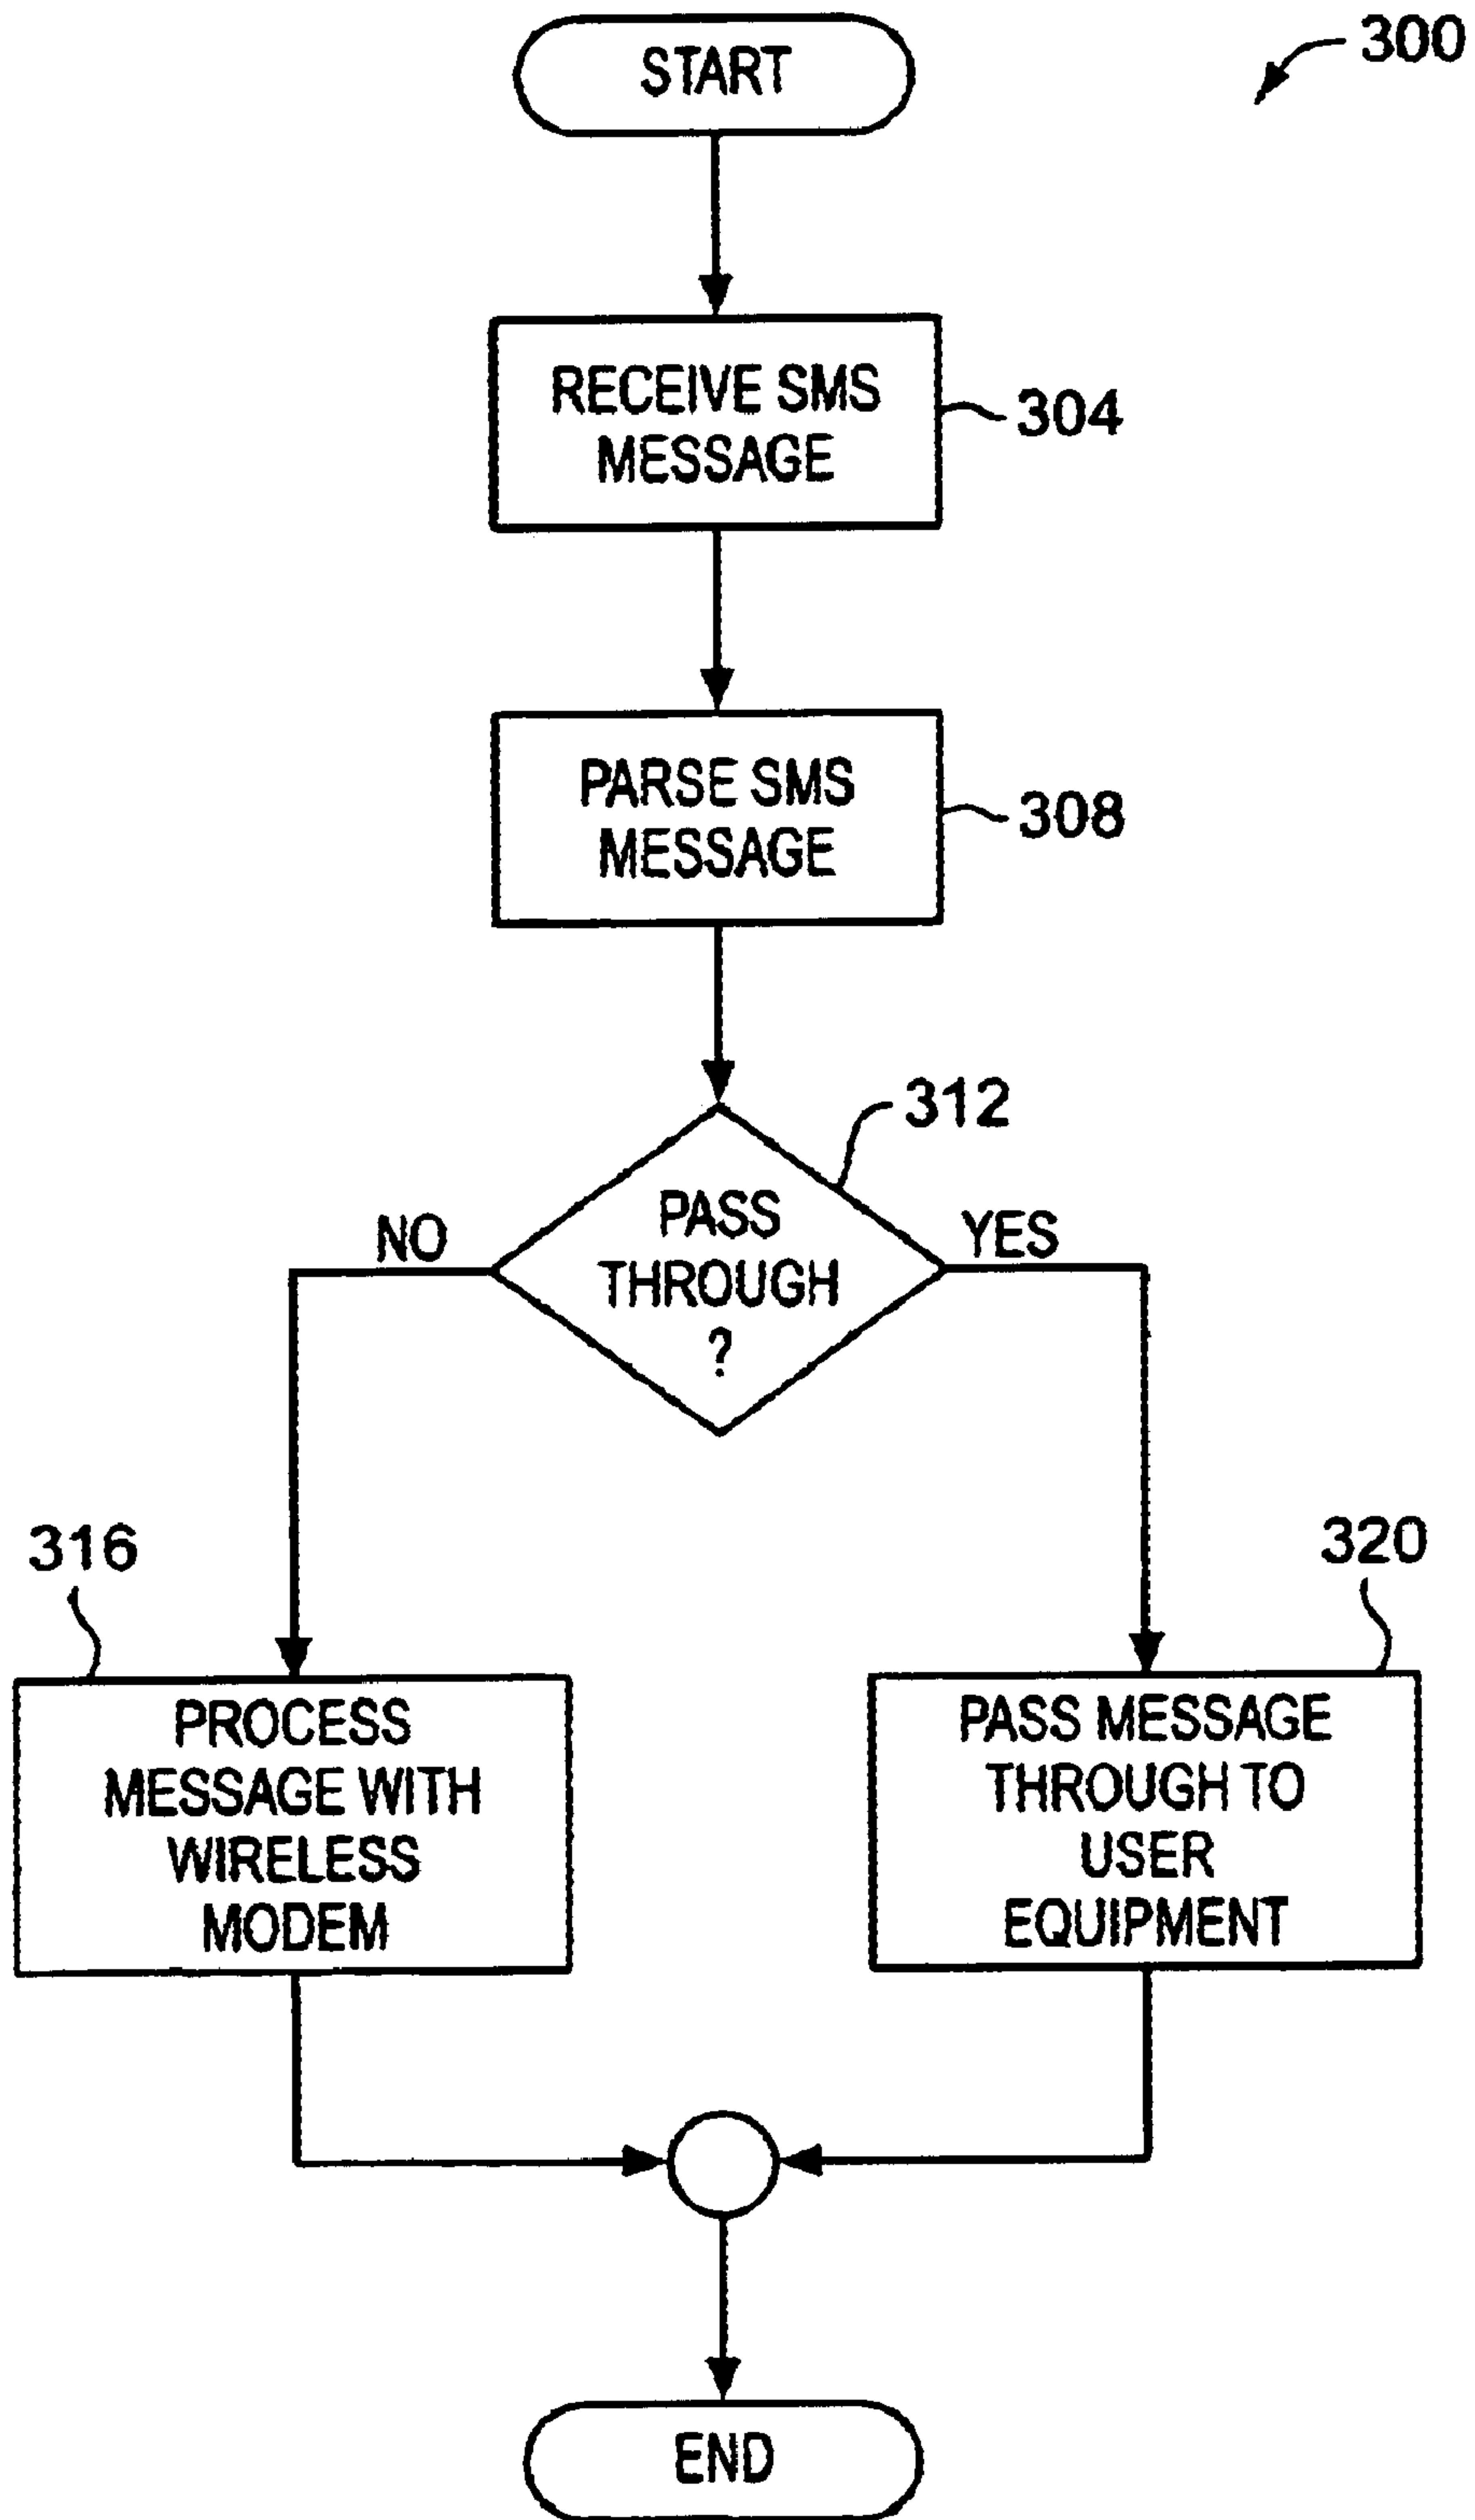 START
300
RECEIVE SMS
MESSAGE
304
PARSE SMS
MESSAGE
308
312
PASS
THROUGH
?
NO
YES
316
320
PROCESS
MESSAGE WITH
WIRELESS
MODEM
PASS MESSAGE
THROUGH TO
USER
EQUIPMENT
END